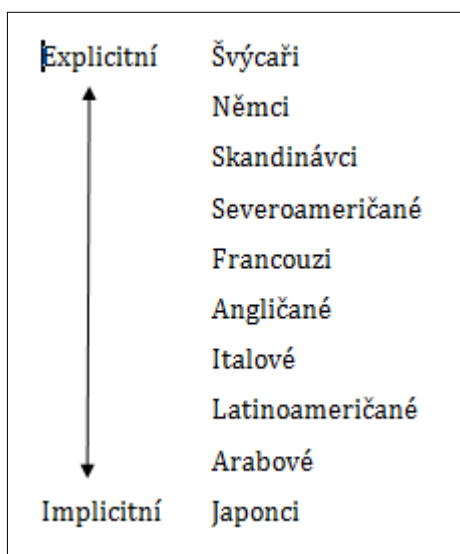 Explicitní Švýcaři
Němci
Skandinávci
Severoameričané
Francouzi
Angličané
Italové
Latinoameričané
Arabové
Implicitní Japonci